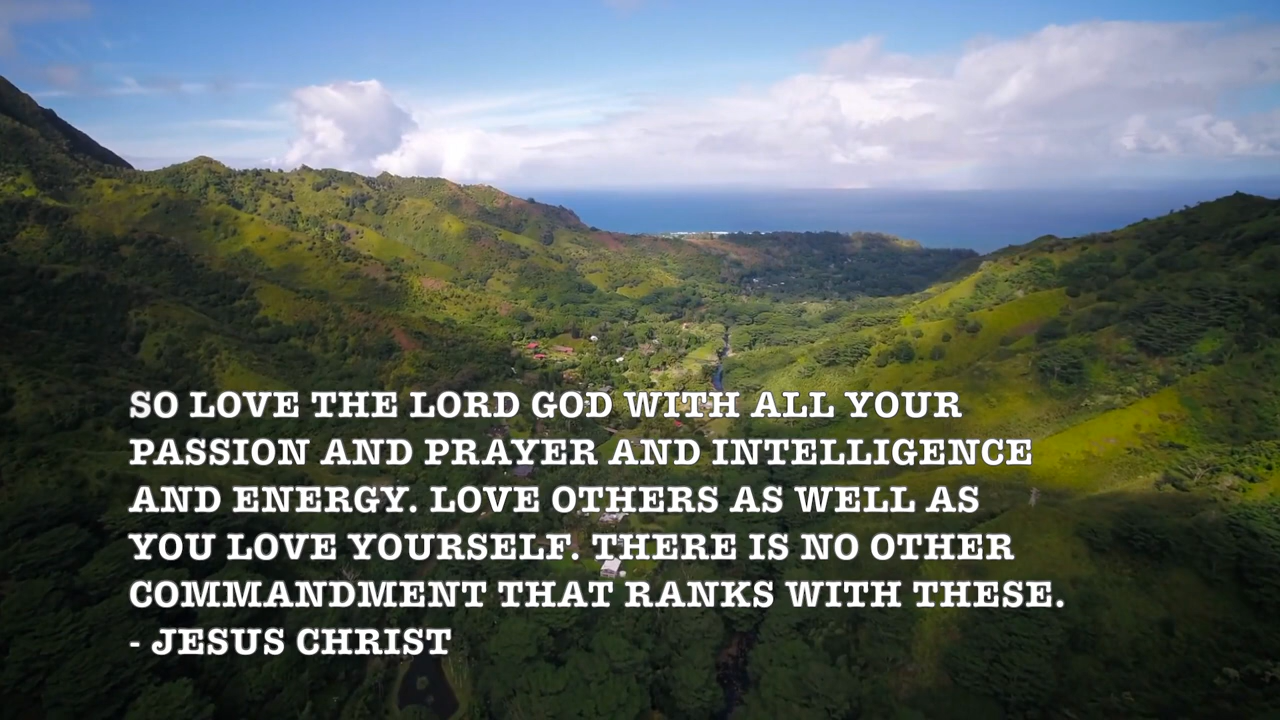 SO LOVE THE LORD GOD WITH ALL YOUR
PASSION AND PRAYER AND INTELLIGENCE
AND ENERGY. LOVE OTHERS AS WELL AS
YOU LOVE YOURSELF. THERE IS NO OTHER
COMMANDMENT THAT RANKS WITH THESE.
- JESUS CHRIST